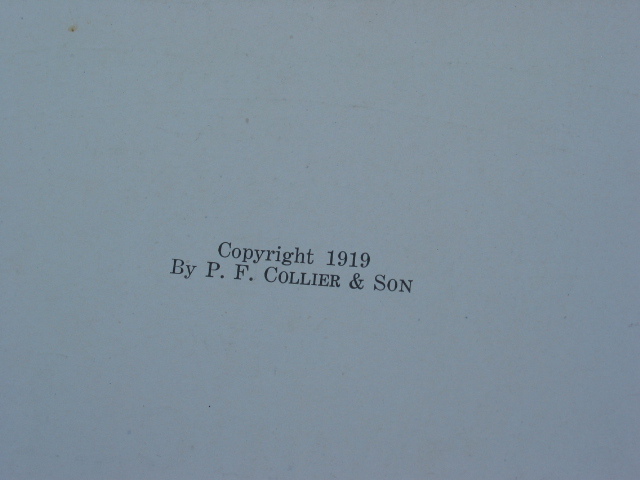 Copyright 1919
By P. F. COLLIER & SON